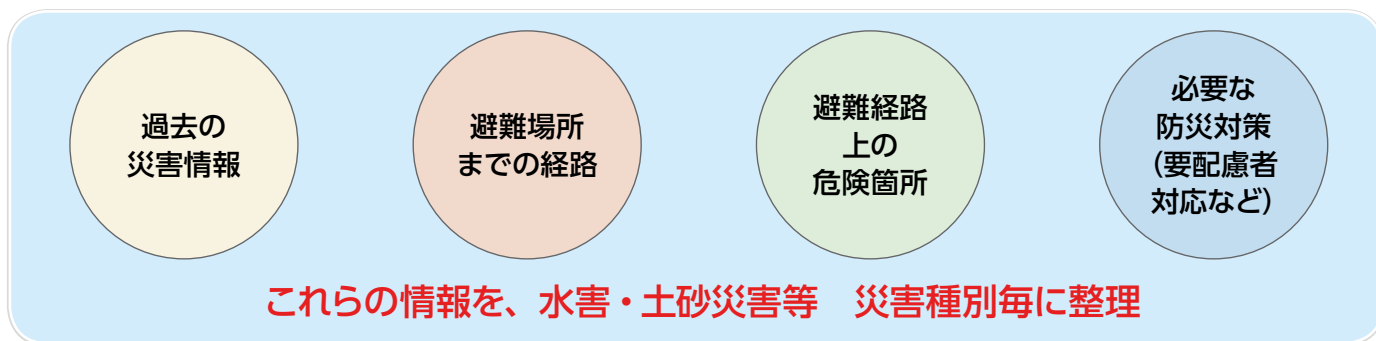 過去の
災害情報
避難場所
までの経路
避難経路
上の
危険箇所
必要な
防災対策
（要配慮者
対応など）
これらの情報を、水害・土砂災害等　災害種別毎に整理